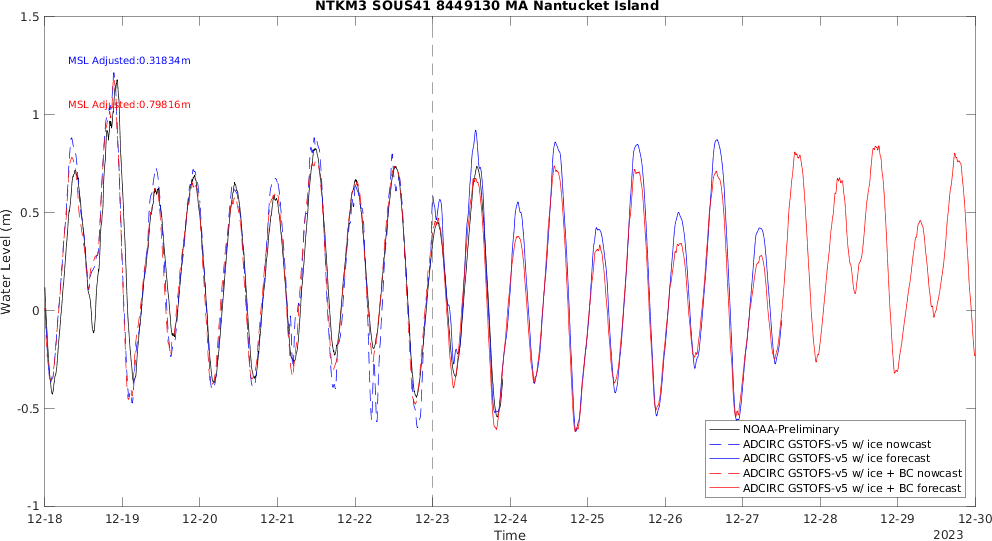 NTKM3 SOUS41 8449130 MA Nantucket Island
1.5
MSL Adjusted:0.31834m
MSL Adjusted:0.79816m
1
0.5
Water Level (m)
0
-0.5
-1
NOAA-Preliminary
ADCIRC GSTOFS-v5 w/ ice nowcast
ADCIRC GSTOFS-v5 w/ ice forecast
ADCIRC GSTOFS-v5 w/ ice + BC nowcast
ADCIRC GSTOFS-v5 w/ ice + BC forecast
12-18 12-19 12-20 12-21 12-22 12-23 12-24 12-25 12-26 12-27 12-28 12-29 12-30
Time 2023